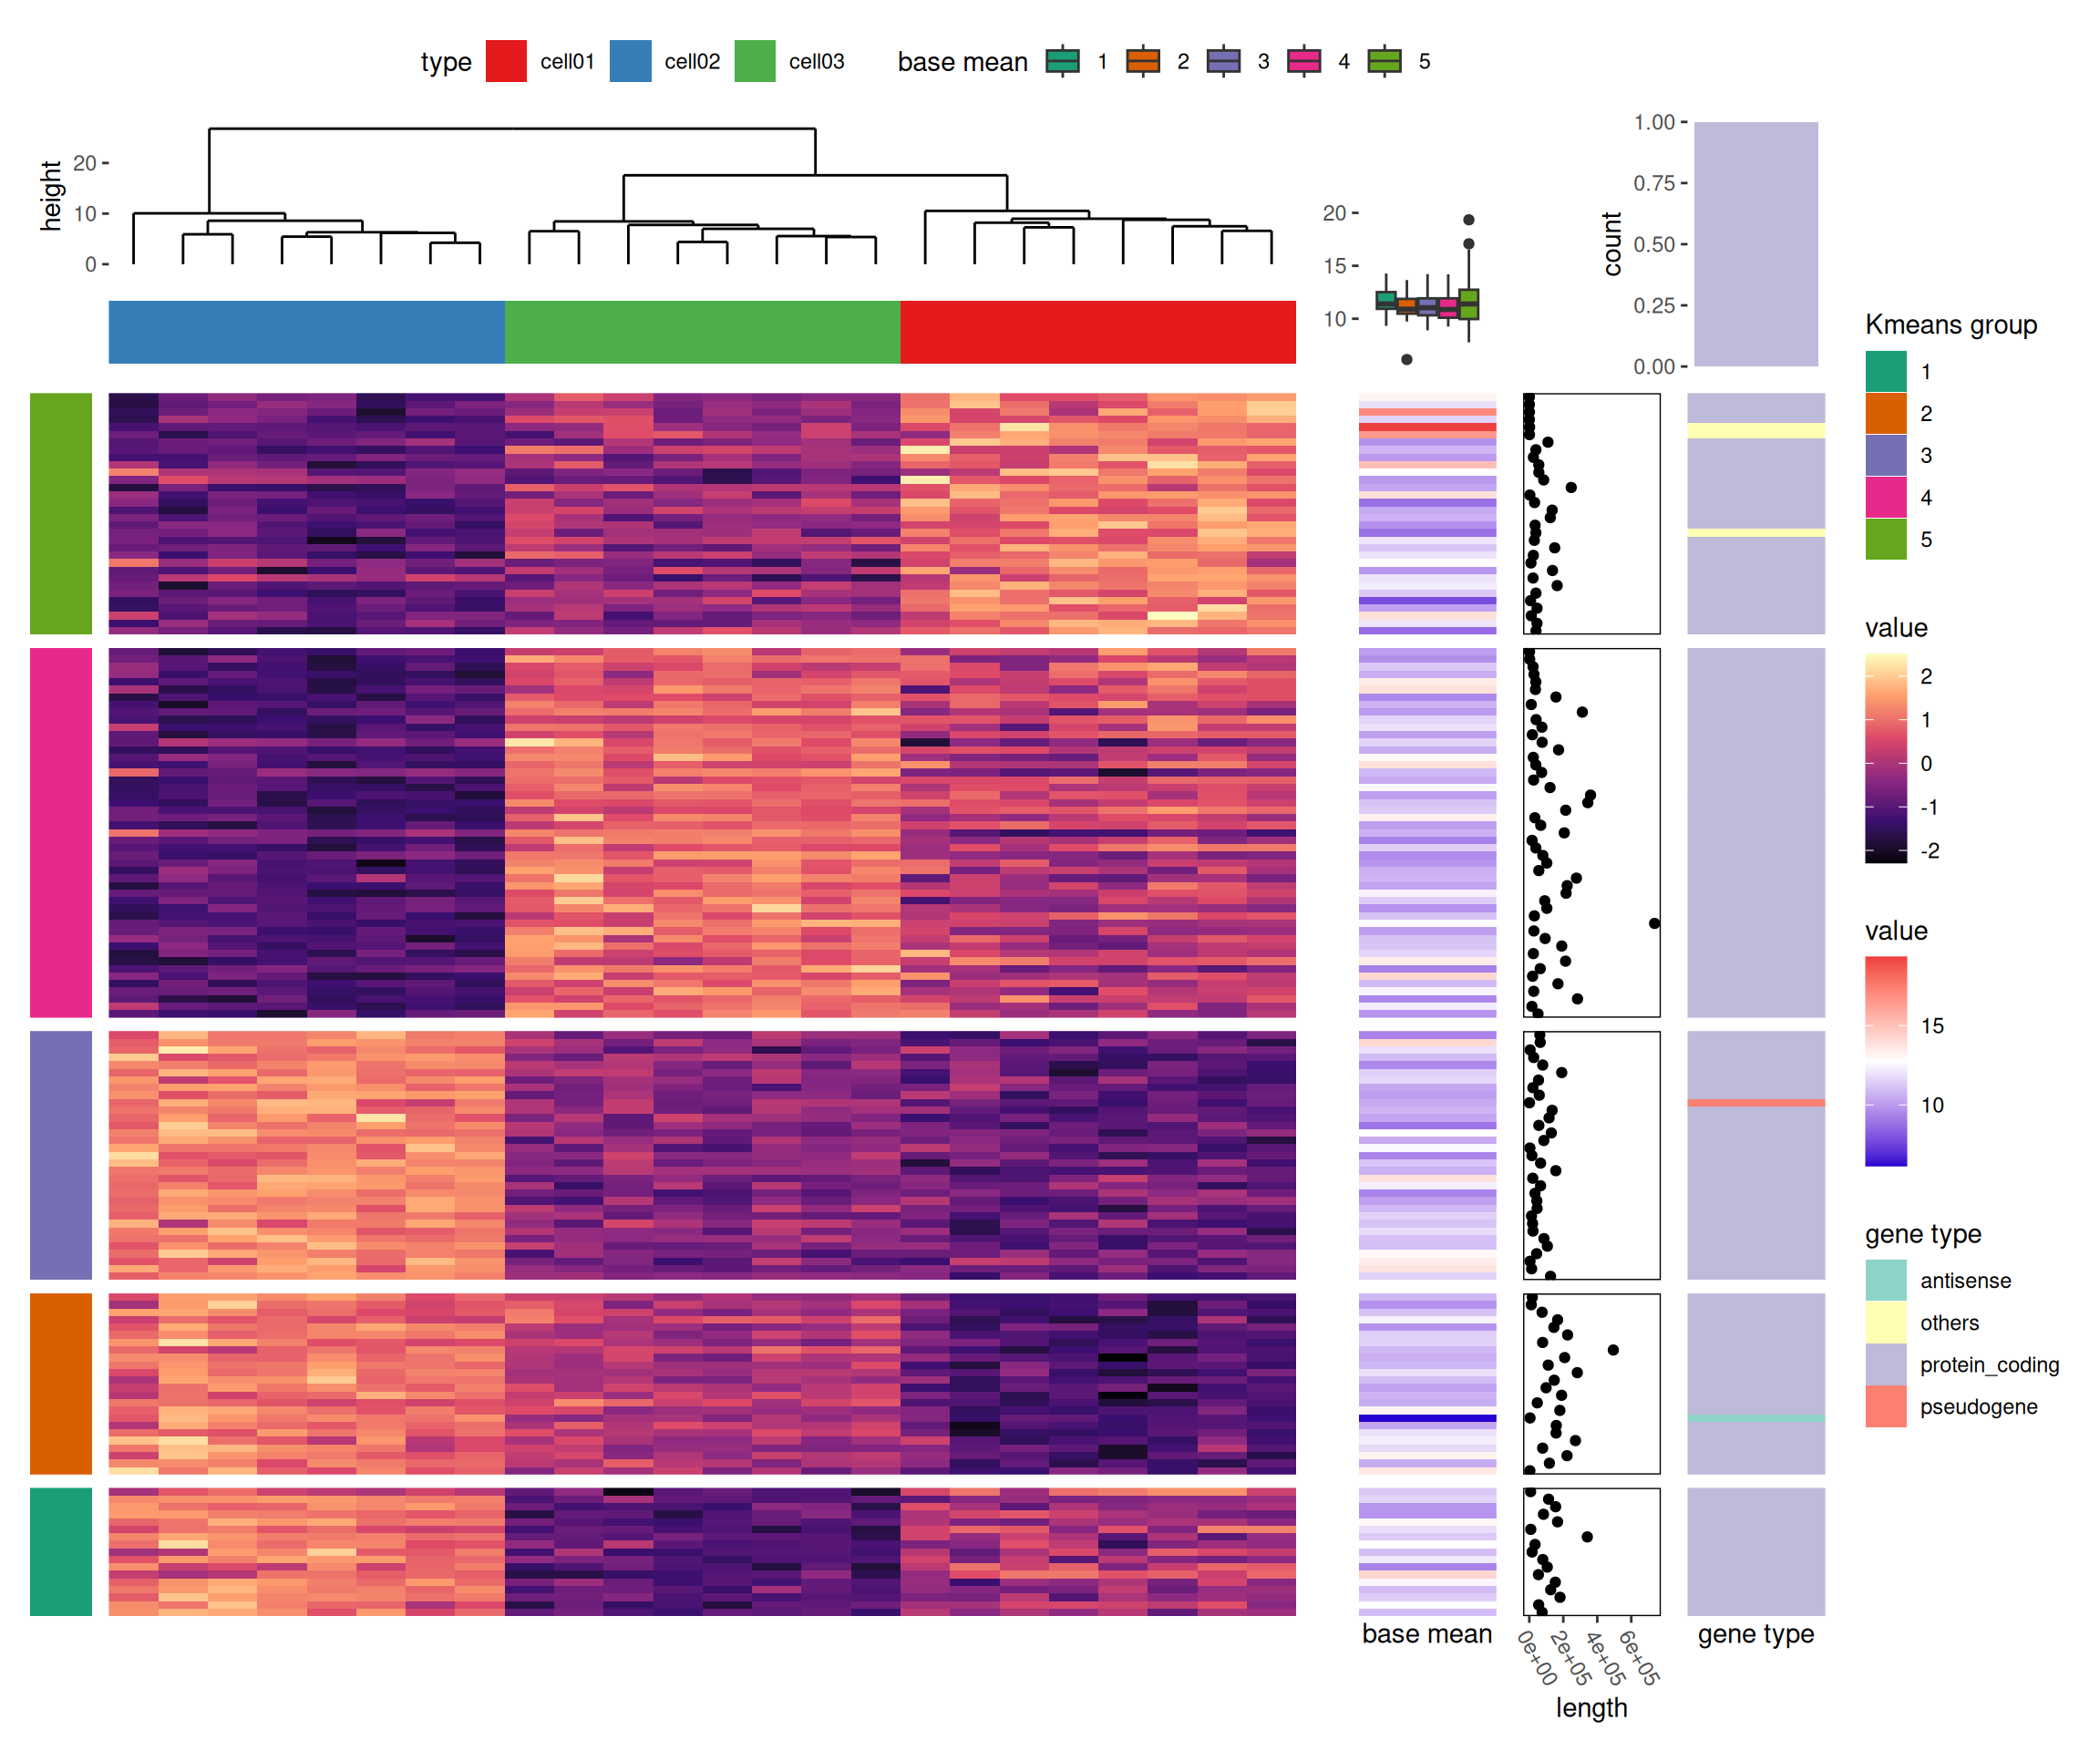 type cell01 cell02 cell03 base mean 1 2 3 4 5
height
20
10
0
20
15
10
count
1.00
0.75
0.50
0.25
0.00
Kmeans group
1
2
3
4
5
value
2
1
0
-1
-2
value
15
10
gene type
antisense
others
protein_coding
pseudogene
base mean
0e+00
2e+05
4e+05
6e+05
length
gene type